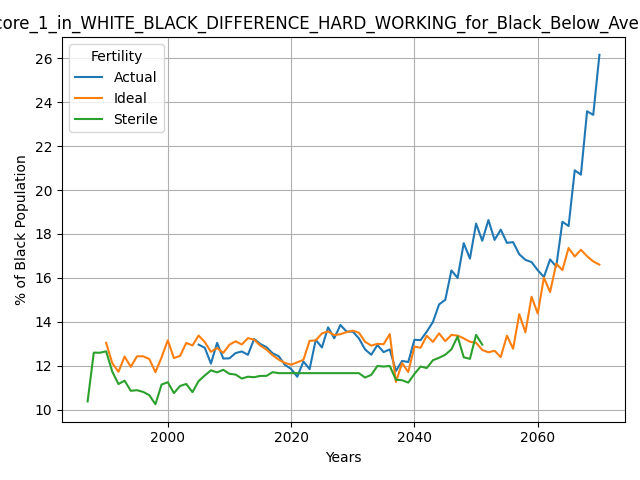 core_1_in_WHITE_BLACK_DIFFERENCE_HARD_WORKING_for_Black_Below_Ave
Fertility
Actual
Ideal
Sterile
26
24
22
20
18
16
14
12
10
% of Black Population
2000
2020
2040
2060
Years